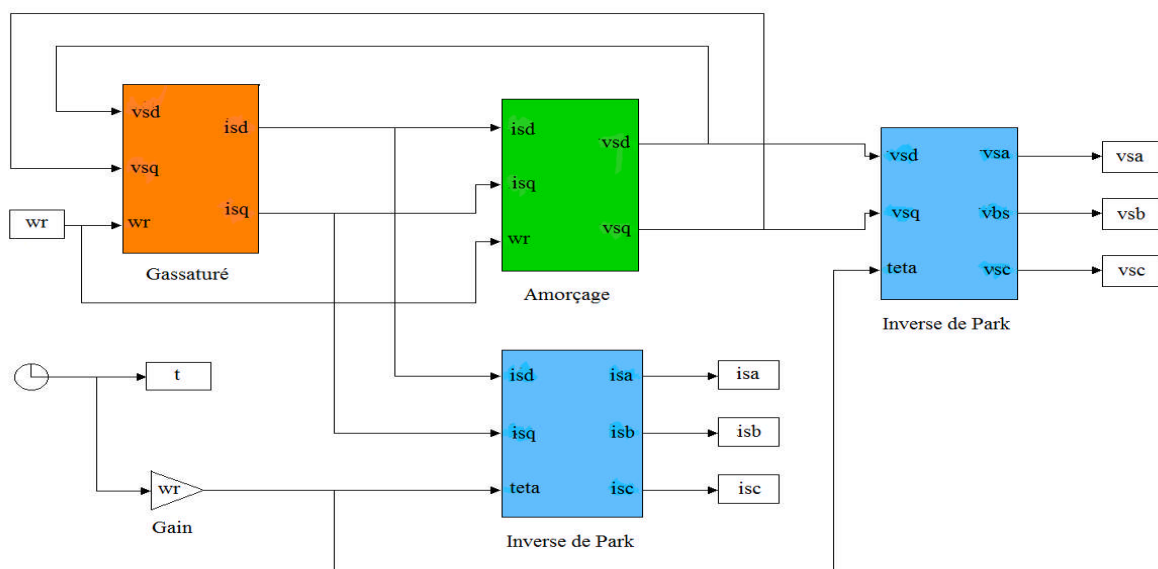 vsd
vsq
wr
isd
isq
Gassaturé
wr
isd
isq
wr
vsd
vsq
Amorçage
vsd
vsq
teta
vsa
vbs
vsc
Inverse de Park
vsa
vsb
vsc
t
wr
Gain
isd
isq
teta
isa
isb
isc
Inverse de Park
isa
isb
isc